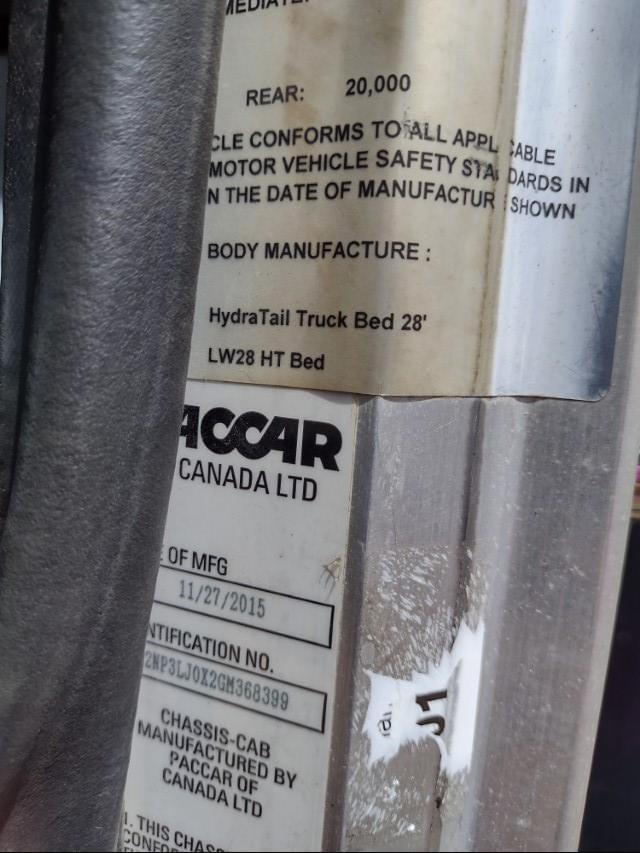 MEDIATE:
REAR: 20,000
CLE CONFORMS TO ALL APPL CABLE
MOTOR VEHICLE SAFETY STA DARDS IN
N THE DATE OF MANUFACTUR SHOWN
BODY MANUFACTURE :
HydraTail Truck Bed 28'
LW28 HT Bed
ACCAR
CANADA LTD
OF MFG
11/27/2015
NTIFICATION NO.
2NP3LJ0X2GM368399
CHASSIS-CAB
MANUFACTURED BY
PACCAR OF
CANADA LTD
1. THIS CHASS